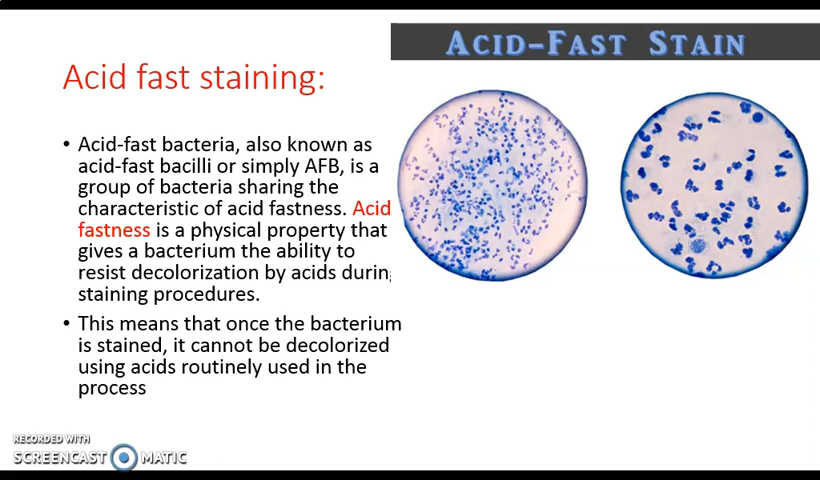 ACID-FAST STAIN
Acid fast staining:
• Acid-fast bacteria, also known as
acid-fast bacilli or simply AFB, is a
group of bacteria sharing the
characteristic of acid fastness. Acid
fastness is a physical property that
gives a bacterium the ability to
resist decolorization by acids durin
staining procedures.
• This means that once the bacterium
is stained, it cannot be decolorized
using acids routinely used in the
process
RECORDED WITH
SCREENCAST MATIC